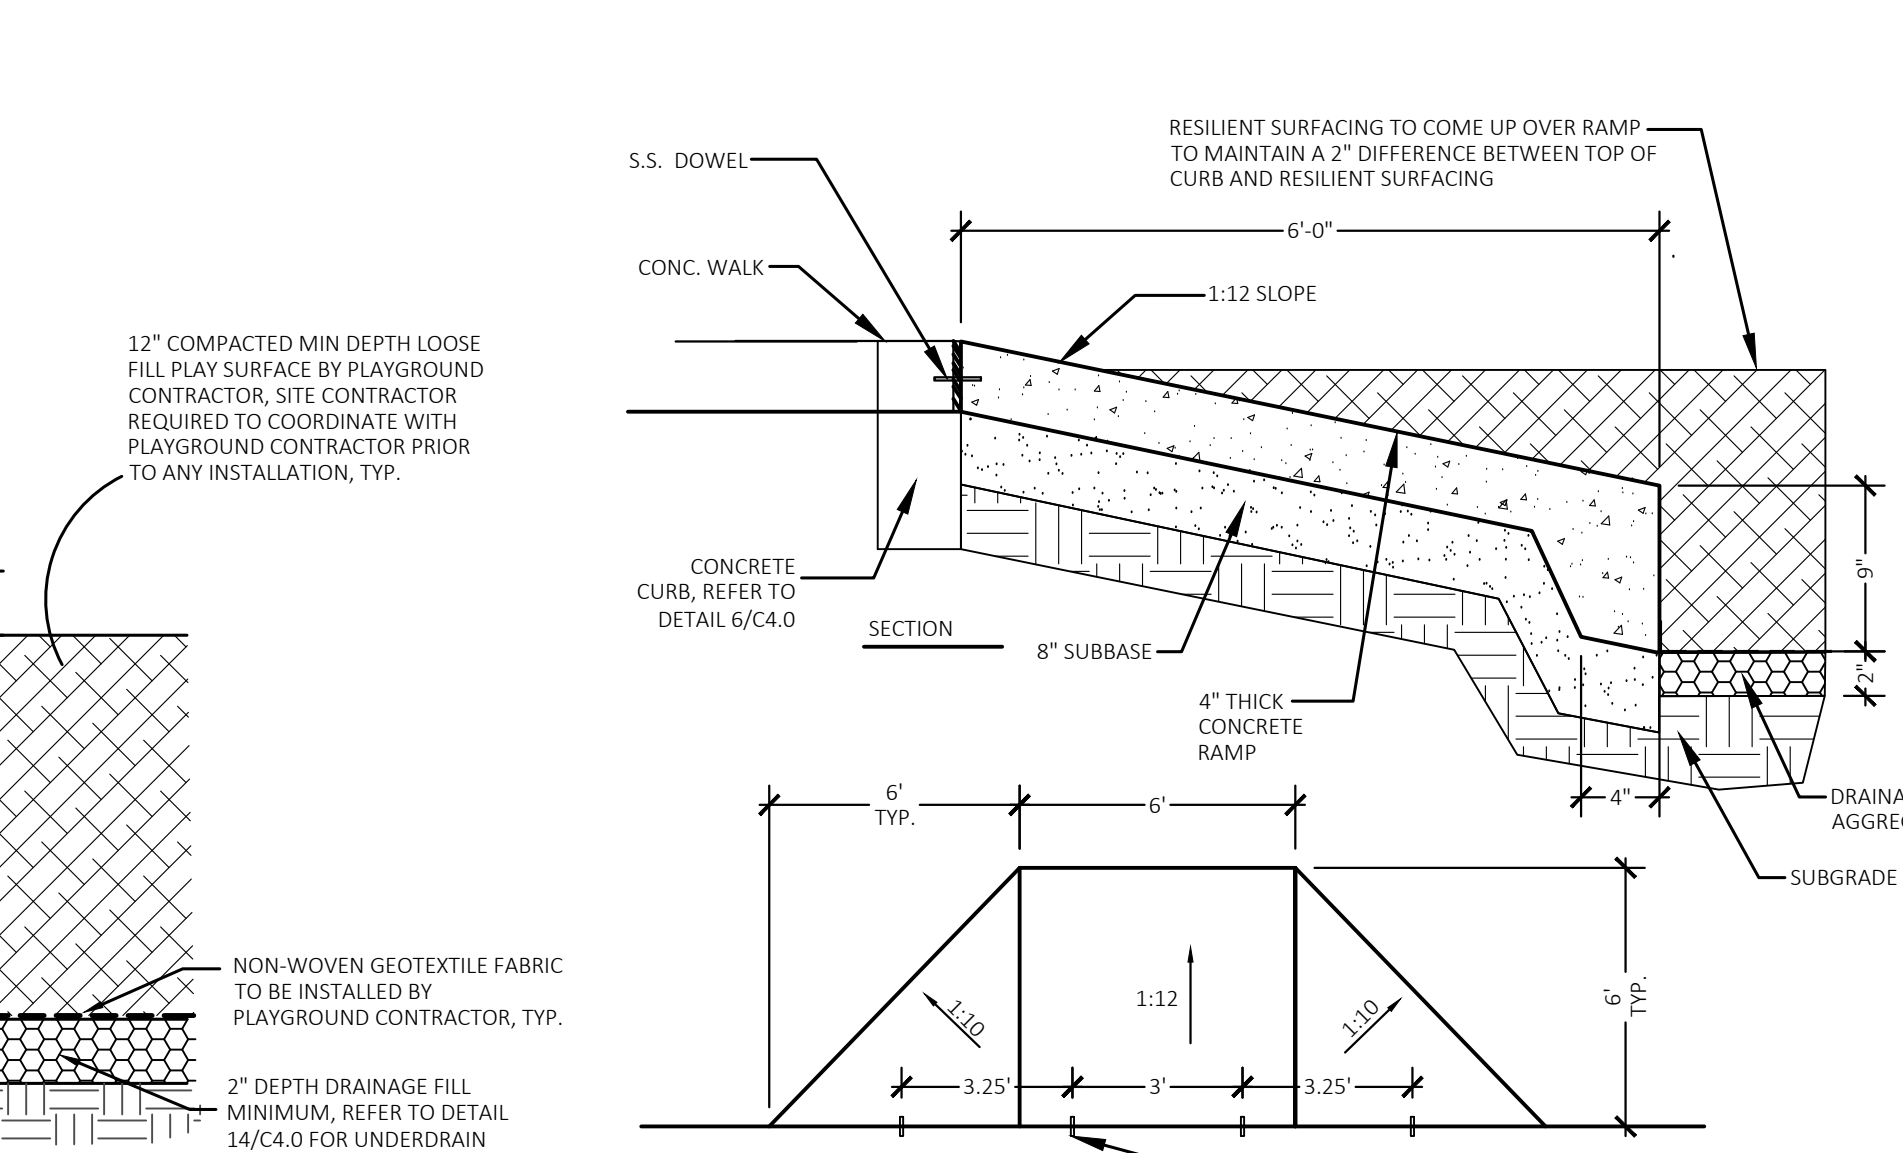 RESILIENT SURFACING TO COME UP OVER RAMP
TO MAINTAIN A 2" DIFFERENCE BETWEEN TOP OF
CURB AND RESILIENT SURFACING
S.S. DOWEL
6'-0"
CONC. WALK
1:12 SLOPE
12" COMPACTED MIN DEPTH LOOSE
FILL PLAY SURFACE BY PLAYGROUND
CONTRACTOR, SITE CONTRACTOR
REQUIRED TO COORDINATE WITH
PLAYGROUND CONTRACTOR PRIOR
TO ANY INSTALLATION, TYP.
CONCRETE
CURB, REFER TO
DETAIL 6/C4.0
9"
SECTION
8" SUBBASE
2"
4" THICK
CONCRETE
RAMP
4"
6'
TYP.
6'
SUBGRADE
NON-WOVEN GEOTEXTILE FABRIC
TO BE INSTALLED BY
PLAYGROUND CONTRACTOR, TYP.
1:10
1:12
1:10
6'
TYP.
3.25'
3'
3.25'
2" DEPTH DRAINAGE FILL
MINIMUM, REFER TO DETAIL
14/C4.0 FOR UNDERDRAIN